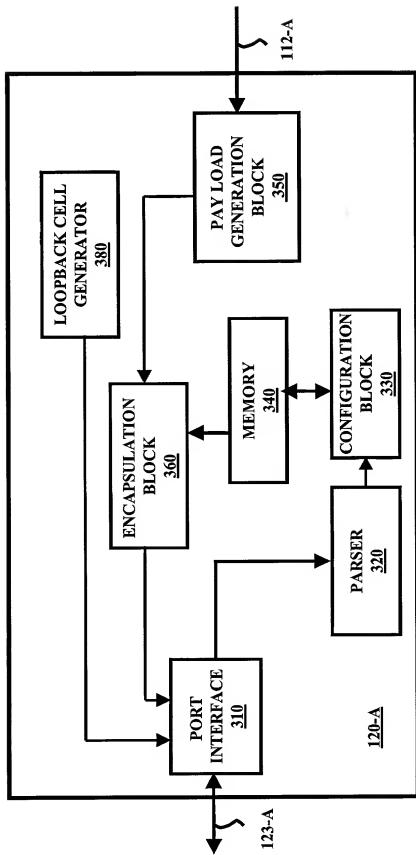 112-A
LOOPBACK CELL
GENERATOR
380
PAY LOAD
GENERATION
BLOCK
350
ENCAPSULATION
BLOCK
360
MEMORY
340
CONFIGURATION
BLOCK
330
PORT
INTERFACE
310
PARSER
320
120-A
123-A